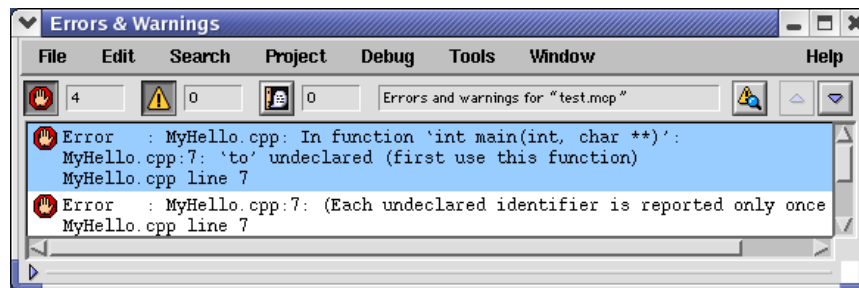 Errors & Warnings
File Edit Search Project Debug Tools Window Help
4 0 0 Errors and warnings for "test.mcp"
Error : MyHello.cpp: In function ‘int main(int, char **)’:
MyHello.cpp:7: ‘to’ undeclared (first use this function)
MyHello.cpp line 7
Error : MyHello.cpp:7: (Each undeclared identifier is reported only once
MyHello.cpp line 7